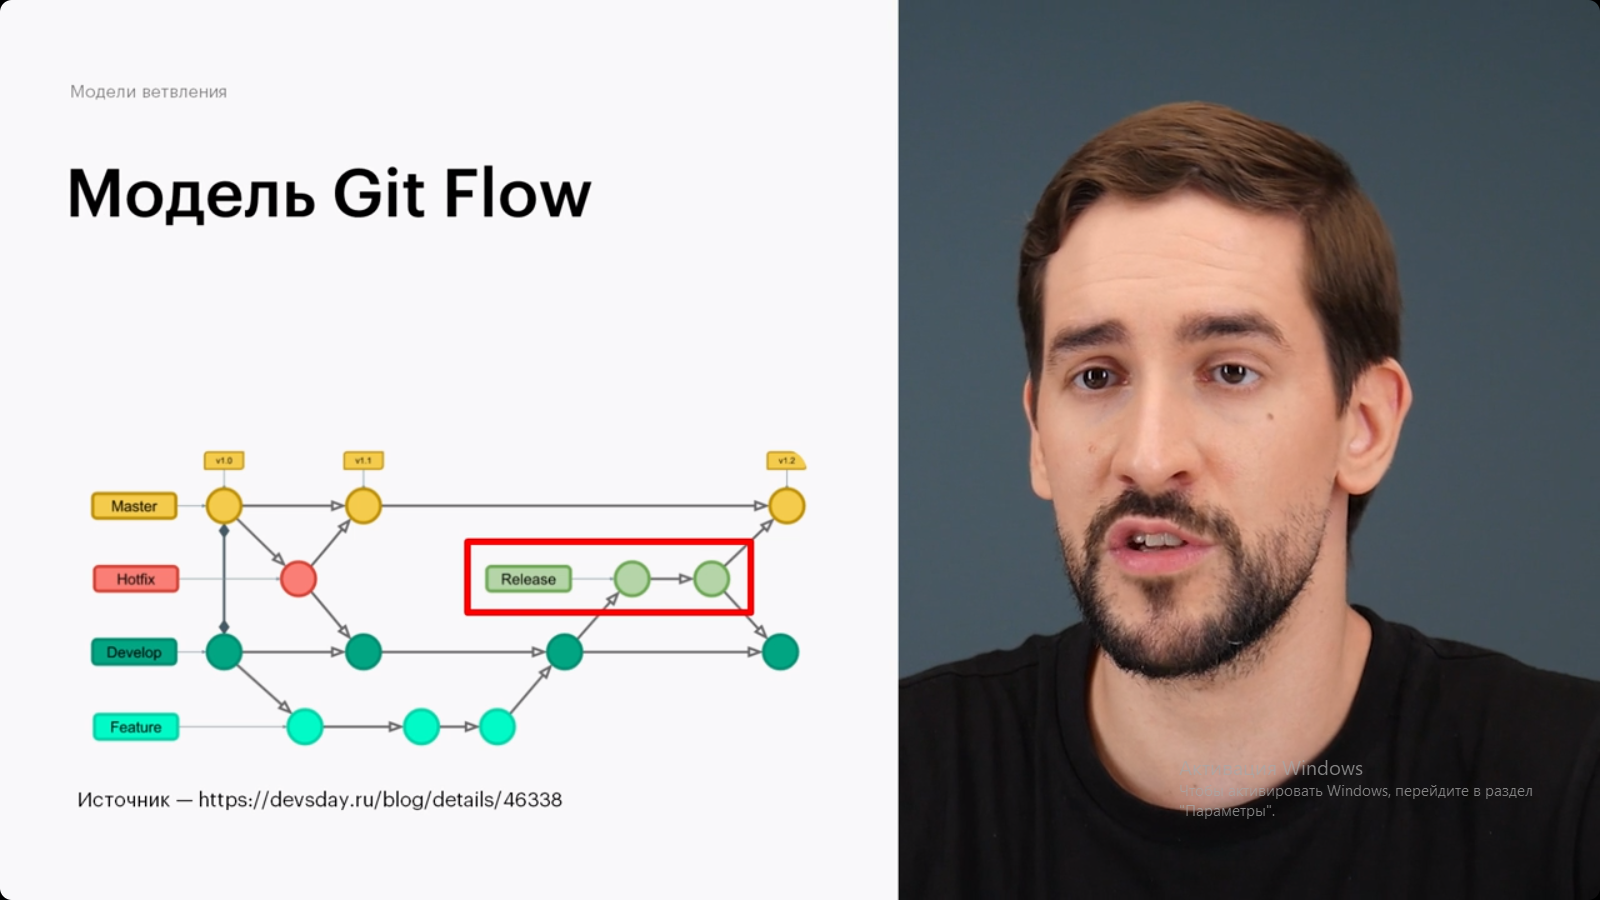 Модели ветвления
Модель Git Flow
v1.0
v1.1
v1.2
Master
Hotfix
Release
Develop
Feature
Источник — https://devsday.ru/blog/details/46338
Windows
активировать Windows, перейдите в раздел
"Параметры".